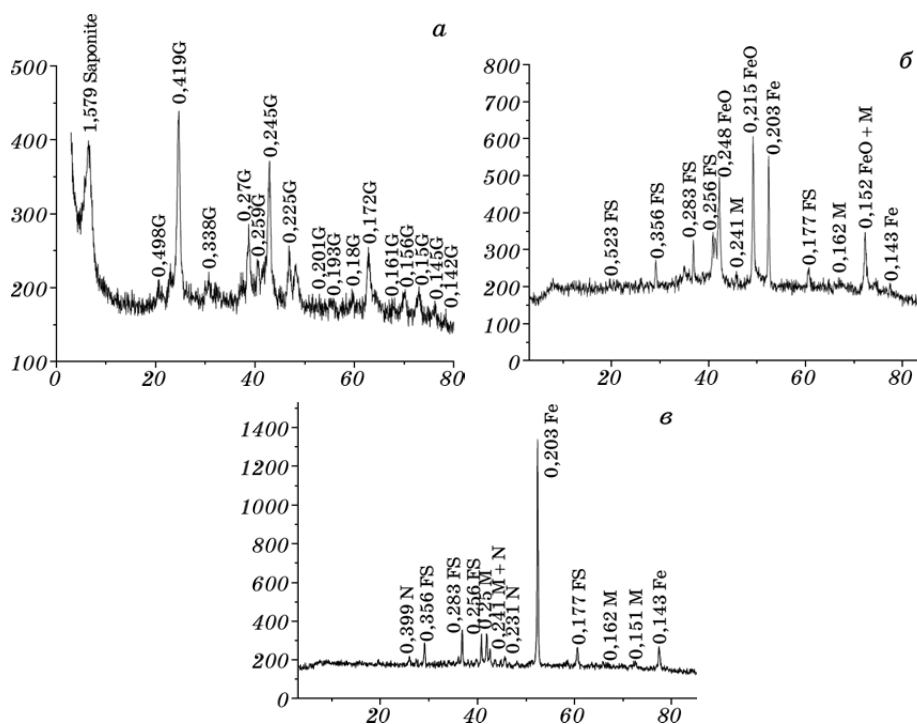 а
500
400
300
200
100
0
20
40
60
80
1,579 Saponite
0,498G
0,419G
0,338G
0,27G
0,259G
0,245G
0,225G
0,201G
0,193G
0,18G
0,172G
0,161G
0,156G
0,15G
0,145G
0,142G
б
800
700
600
500
400
300
200
100
0
20
40
60
80
0,523 FS
0,356 FS
0,283 FS
0,256 FS
0,248 FeO
0,241 M
0,215 FeO
0,203 Fe
0,177 FS
0,162 M
0,152 FeO + M
0,143 Fe
в
1400
1200
1000
800
600
400
200
0
20
40
60
80
0,399 N
0,356 FS
0,283 FS
0,256 FS
0,25 M
0,241 M + N
0,231 N
0,203 Fe
0,177 FS
0,162 M
0,151 M
0,143 Fe